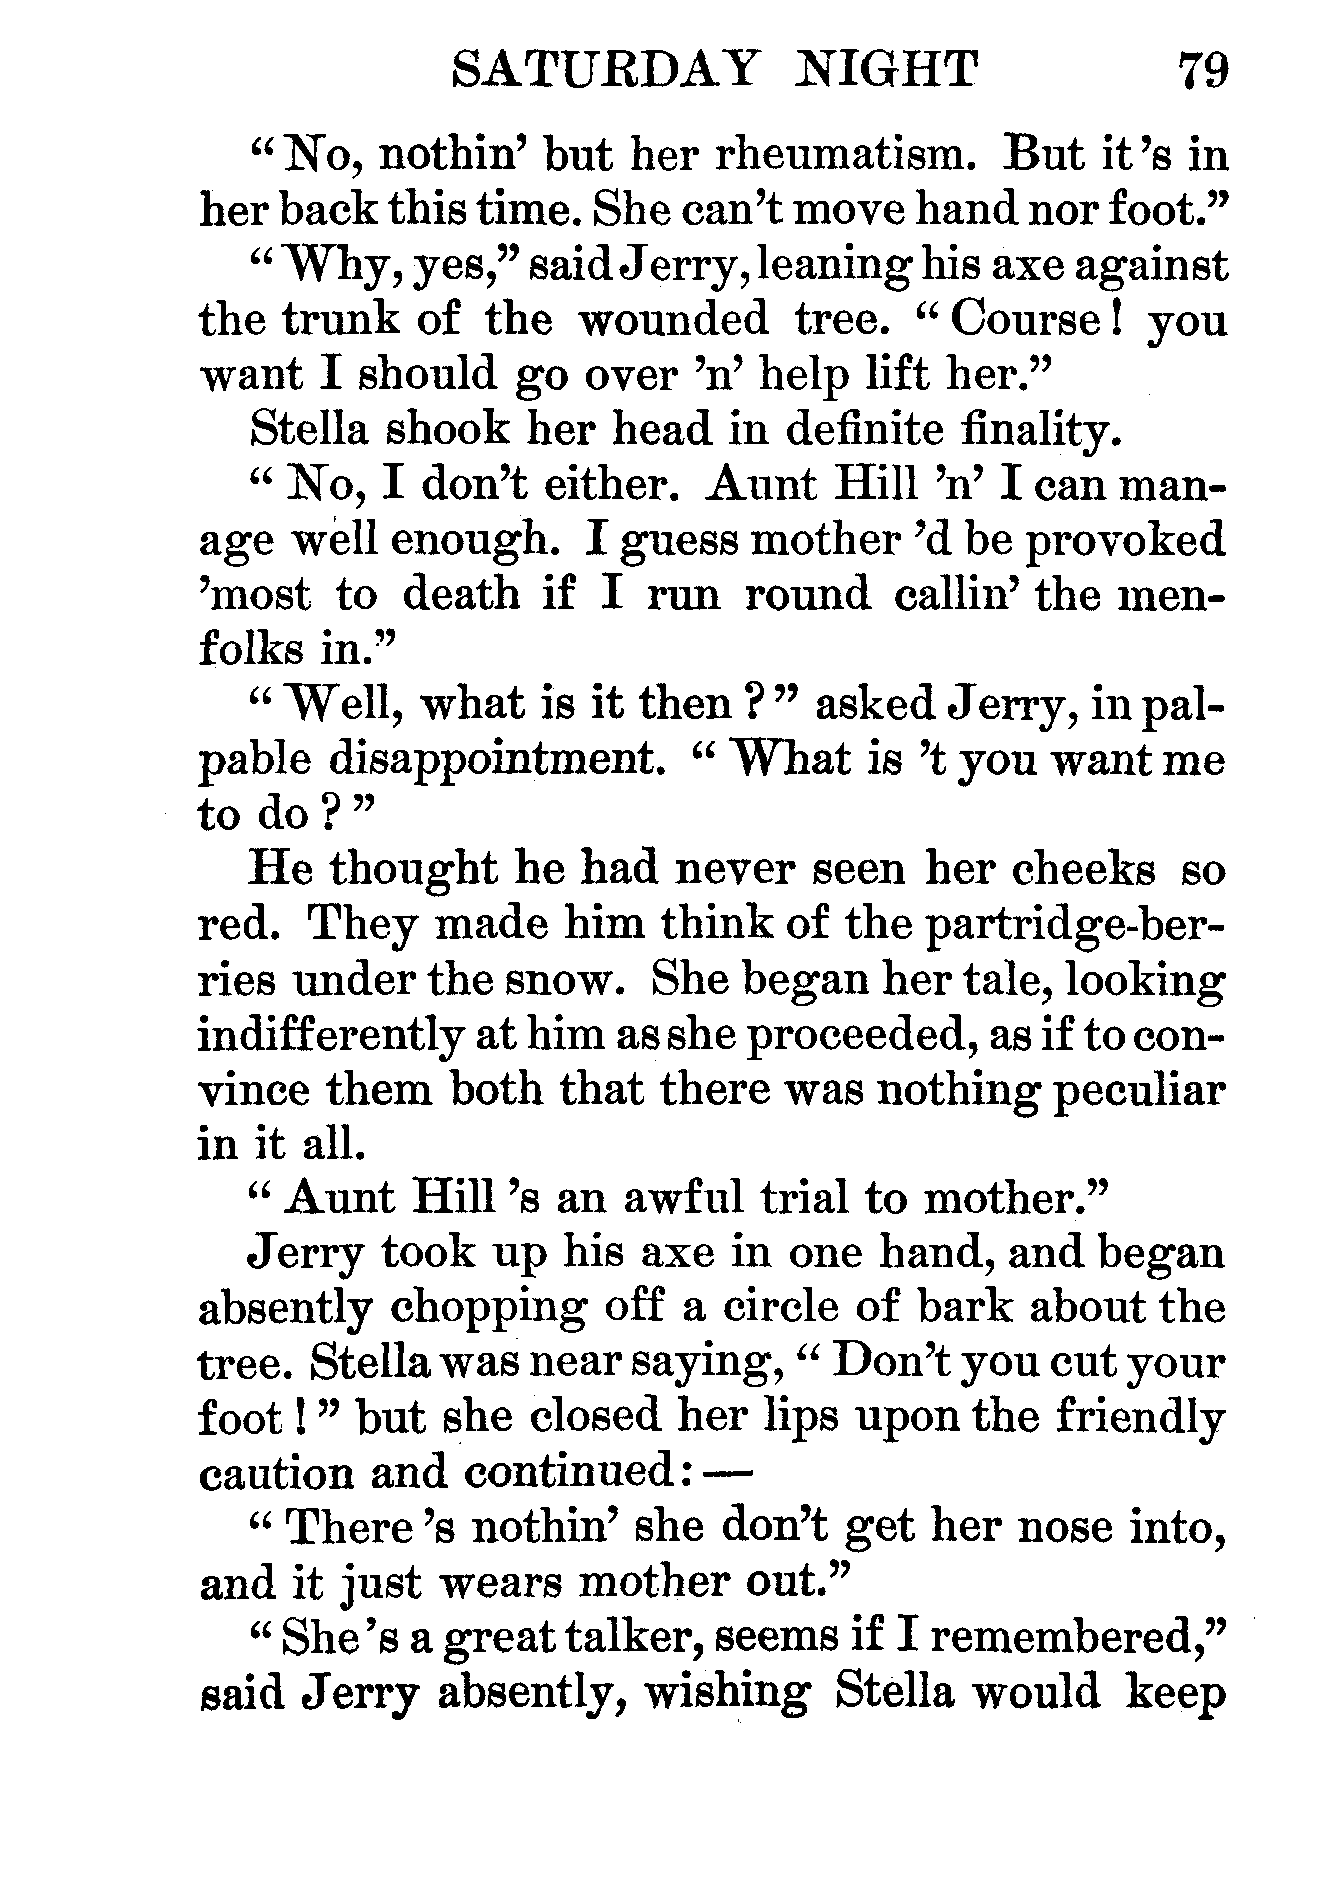 SATURDAY NIGHT 79
“No, nothin’ but her rheumatism. But it’s in
her back this time. She can’t move hand nor foot.”
“Why, yes,” said Jerry, leaning his axe against
the trunk of the wounded tree. “Course! you
want I should go over ’n’ help lift her.”
Stella shook her head in definite finality.
“No, I don’t either. Aunt Hill ’n’ I can man-
age well enough. I guess mother ’d be provoked
’most to death if I run round callin’ the men-
folks in.”
“Well, what is it then?” asked Jerry, in pal-
pable disappointment. “What is ’t you want me
to do?”
He thought he had never seen her cheeks so
red. They made him think of the partridge-ber-
ries under the snow. She began her tale, looking
indifferently at him as she proceeded, as if to con-
vince them both that there was nothing peculiar
in it all.
“Aunt Hill ’s an awful trial to mother.”
Jerry took up his axe in one hand, and began
absently chopping off a circle of bark about the
tree. Stella was near saying, “Don’t you cut your
foot!” but she closed her lips upon the friendly
caution and continued:—
“There ’s nothin’ she don’t get her nose into,
and it just wears mother out.”
“She’s a great talker, seems if I remembered,”
said Jerry absently, wishing Stella would keep